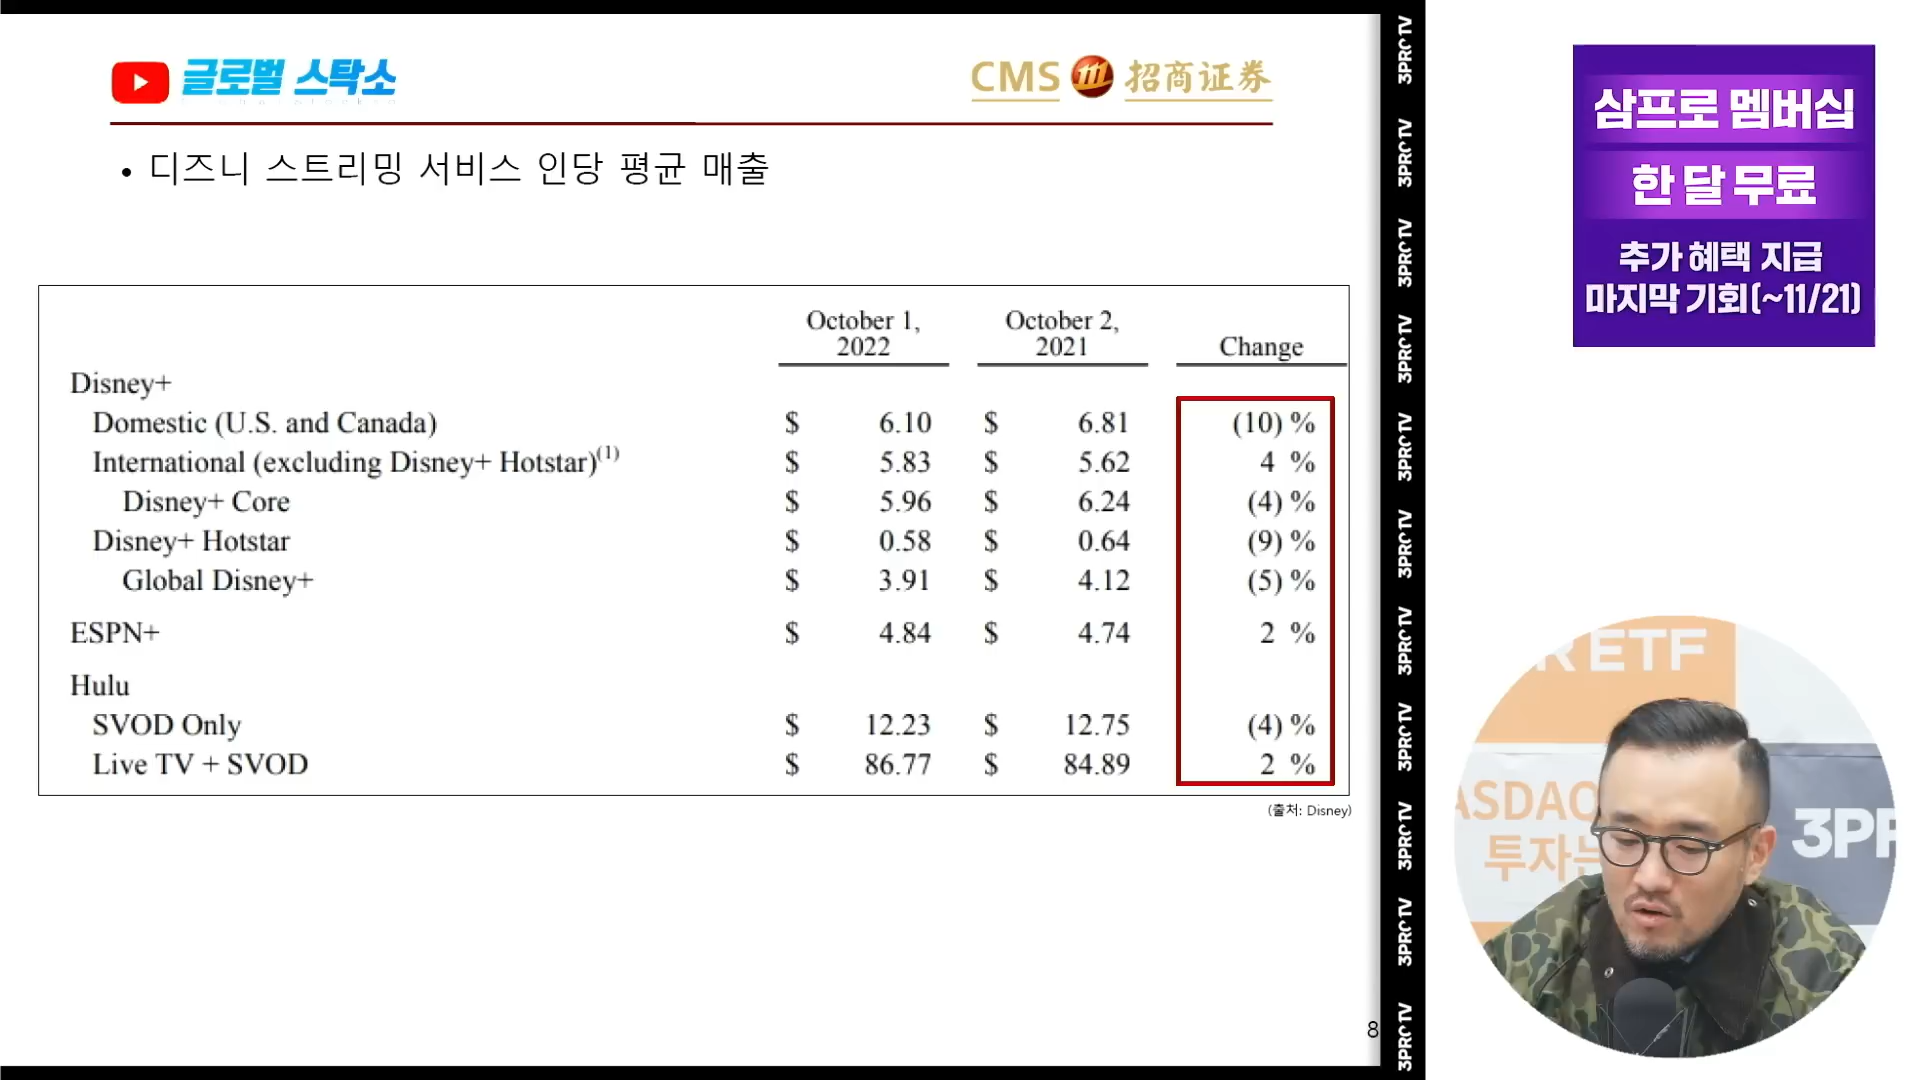 글로벌 스탁소
CMS 招商证券
• 디즈니 스트리밍 서비스 인당 평균 매출
October 1, 2022 October 2, 2021 Change
Disney+
Domestic (U.S. and Canada) $ 6.10 $ 6.81 (10) %
International (excluding Disney+ Hotstar)(1) $ 5.83 $ 5.62 4 %
Disney+ Core $ 5.96 $ 6.24 (4) %
Disney+ Hotstar $ 0.58 $ 0.64 (9) %
Global Disney+ $ 3.91 $ 4.12 (5) %
ESPN+ $ 4.84 $ 4.74 2 %
Hulu
SVOD Only $ 12.23 $ 12.75 (4) %
Live TV + SVOD $ 86.77 $ 84.89 2 %
(출처: Disney)
8
3PROTV
3PROTV
3PROTV
3PROTV
3PROTV
3PROTV
3PROTV
3PROTV
3PROTV
3PROTV
3PROTV
삼프로 멤버십
한 달 무료
추가 혜택 지급
마지막 기회(~11/21)
R ETF
ASDAQ
투자는
3PR